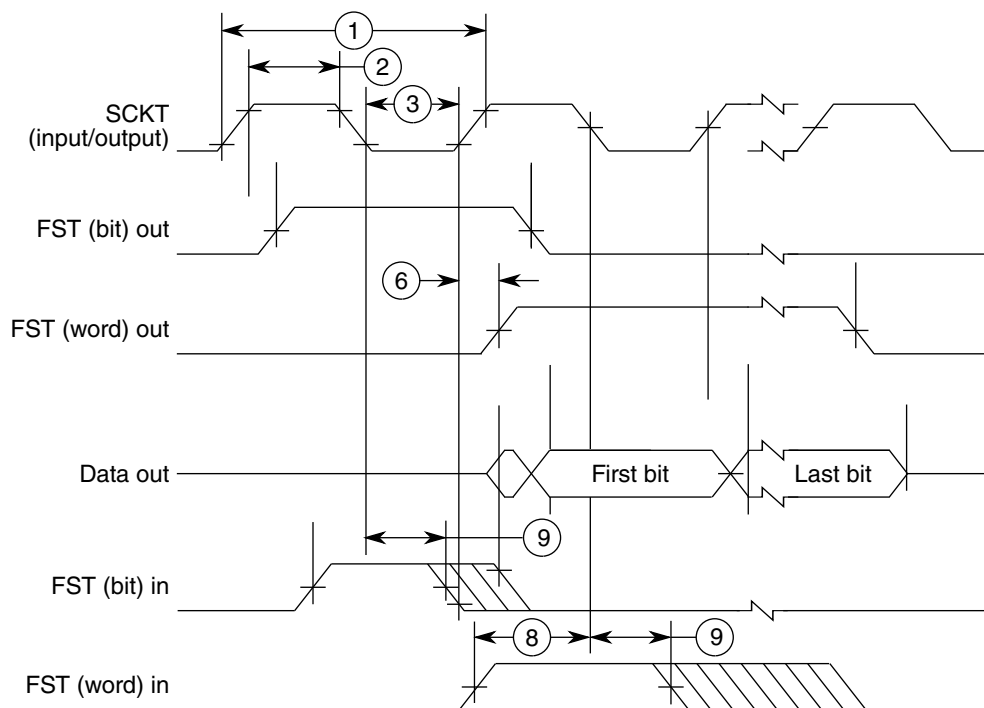 1
2
3
SCKT
(input/output)
FST (bit) out
6
FST (word) out
Data out
First bit
Last bit
9
FST (bit) in
8
9
FST (word) in